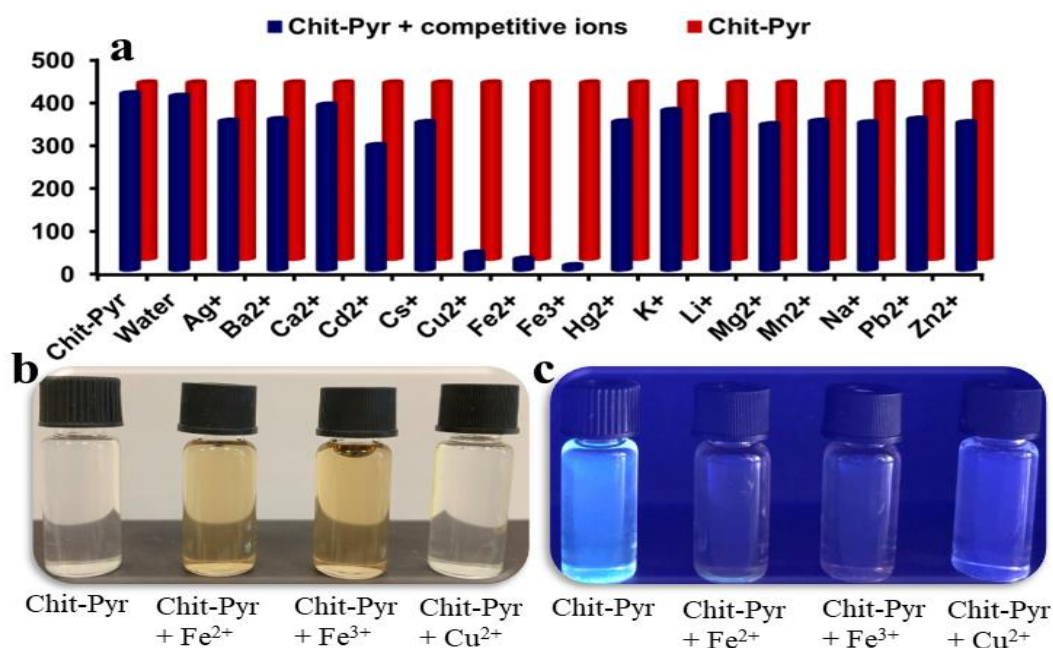 Chit-Pyr + competitive ions Chit-Pyr
a
500
400
300
200
100
0
Chit-Pyr Water Ag+ Ba2+ Ca2+ Cd2+ Cs+ Cu2+ Fe2+ Fe3+ Hg2+ K+ Li+ Mg2+ Mn2+ Na+ Pb2+ Zn2+
b c
Chit-Pyr Chit-Pyr Chit-Pyr Chit-Pyr Chit-Pyr Chit-Pyr Chit-Pyr Chit-Pyr
+ Fe²⁺ + Fe³⁺ + Cu²⁺ + Fe²⁺ + Fe³⁺ + Cu²⁺